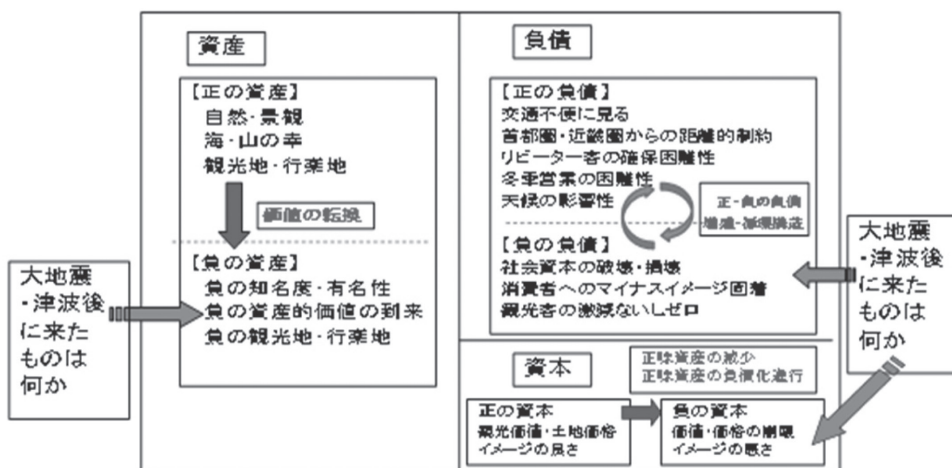 資産
【正の資産】
自然・景観
海・山の幸
観光地・行楽地
価値の転換
【負の資産】
負の知名度・有名性
負の資産的価値の到来
負の観光地・行楽地
大地震
・津波後
に来た
ものは
何か
負債
【正の負債】
交通不便に見る
首都圏・近畿圏からの距離的制約
リピーター客の確保困難性
冬季営業の困難性
天候の影響性
正・負の負債
増殖・循環構造
【負の負債】
社会資本の破壊・損壊
消費者へのマイナスイメージ固着
観光客の激減ないしゼロ
大地震
・津波後
に来た
ものは
何か
資本
正味資産の減少
正味資産の負債化進行
正の資本
観光価値・土地価格
イメージの良さ
負の資本
価値・価格の
イメージの悪さ